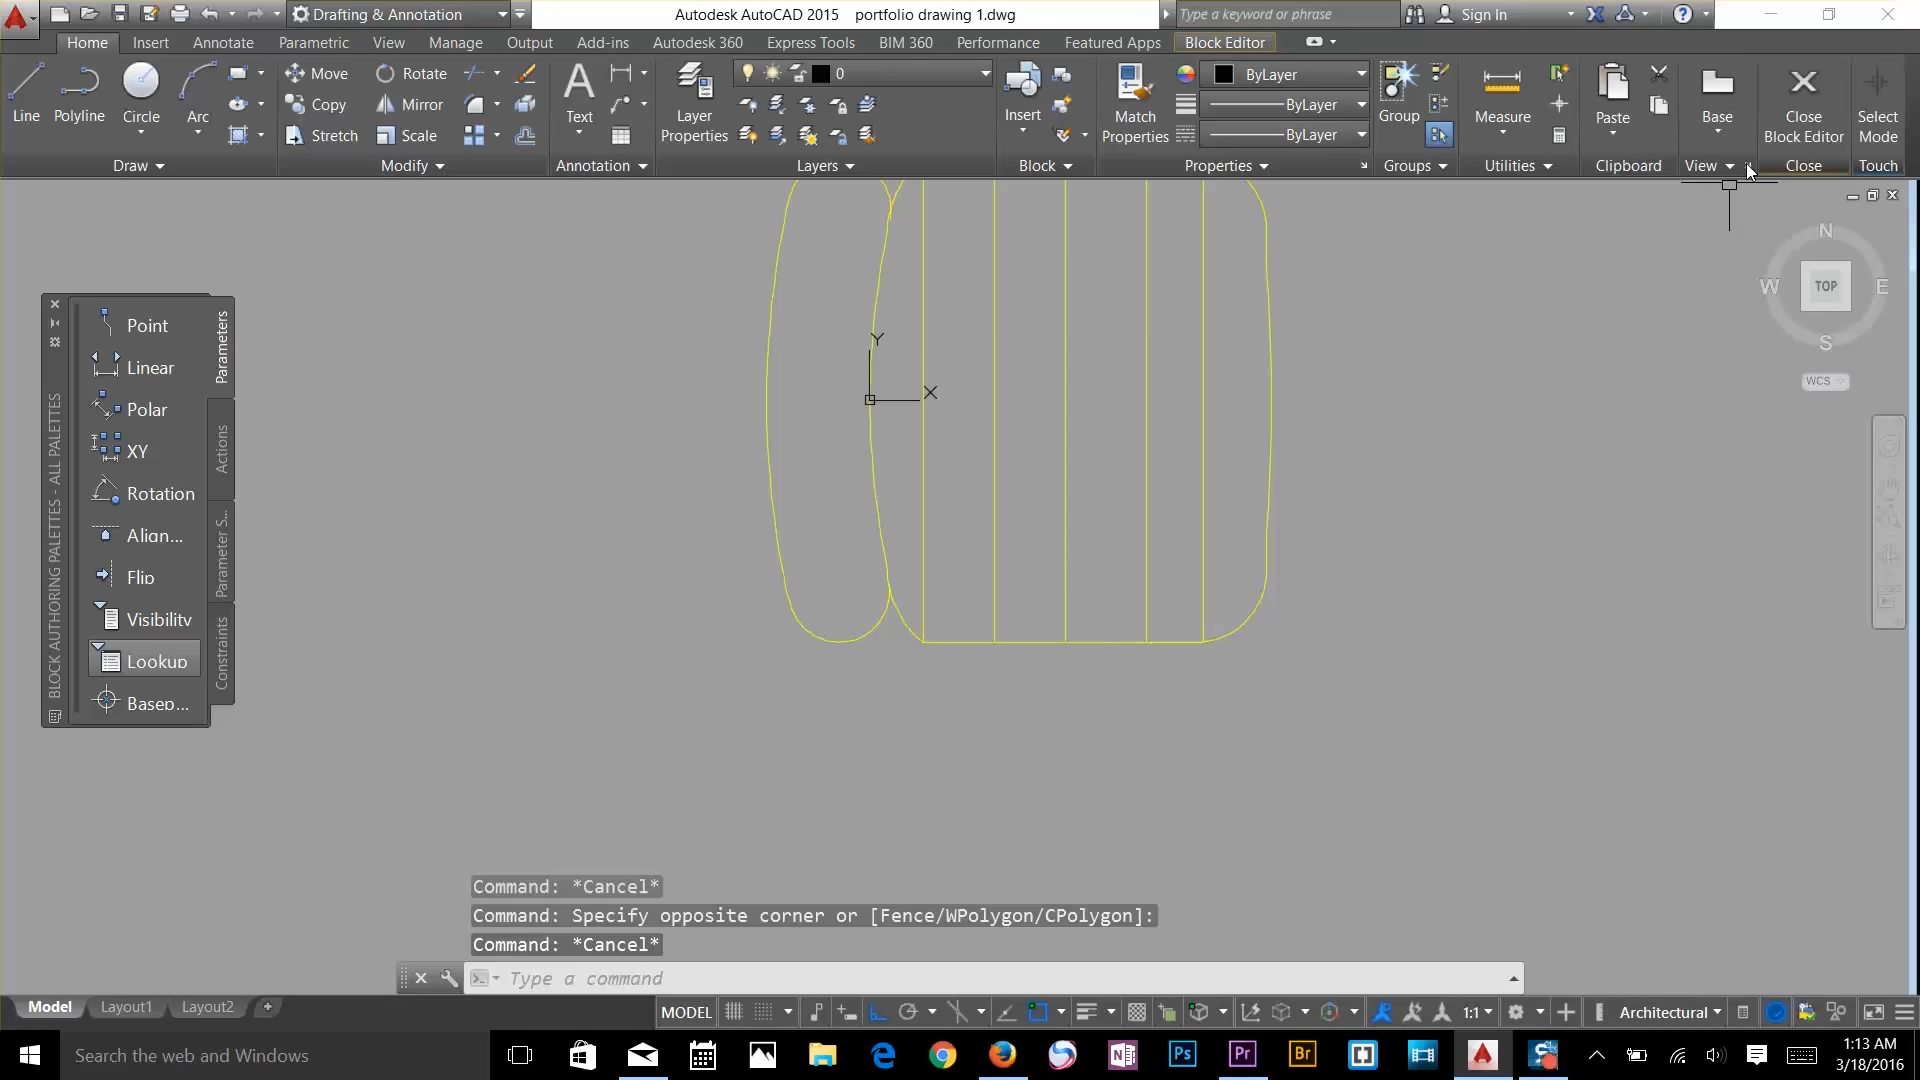 Drafting & Annotation
Autodesk AutoCAD 2015 portfolio drawing 1.dwg
Type a keyword or phrase
Sign In
Home Insert Annotate Parametric View Manage Output Add-ins Autodesk 360 Express Tools BIM 360 Performance Featured Apps Block Editor
Line Polyline Circle Arc
Move Rotate
Copy Mirror
Stretch Scale
Text
Layer Properties
0
Insert
Match Properties
ByLayer
ByLayer
ByLayer
Group
Measure
Paste
Base
Close Block Editor
Select Mode
Draw Modify Annotation Layers Block Properties Groups Utilities Clipboard View Close Touch
N
W TOP E
S
WCS
Y
X
BLOCK AUTHORING PALETTES - ALL PALETTES
Point
Linear
Polar
XY
Rotation
Alian...
Flip
Visibility
Lookup
Basep...
Parameters
Actions
Parameter S...
Constraints
Command: *Cancel*
Command: Specify opposite corner or [Fence/WPolygon/CPolygon]:
Command: *Cancel*
Type a command
Model Layout1 Layout2
MODEL
1:1
Architectural
Search the web and Windows
Ps
Pr
Br
1:13 AM
3/18/2016